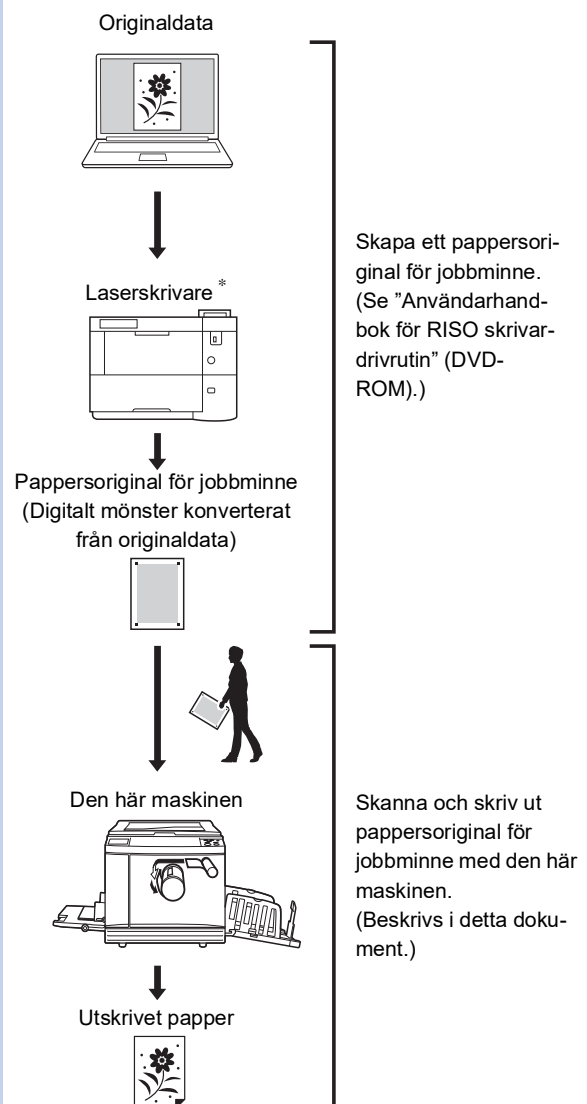 Originaldata
Laserskrivare *
Pappersoriginal för jobbminne
(Digitalt mönster konverterat
från originaldata)
Skapa ett pappersori-
ginal för jobbminne.
(Se ”Användarhand-
bok för RISO skrivar-
drivrutin” (DVD-
ROM).)
Den här maskinen
Utskrivet papper
Skanna och skriv ut
pappersoriginal för
jobbminne med den här
maskinen.
(Beskrivs i detta doku-
ment.)